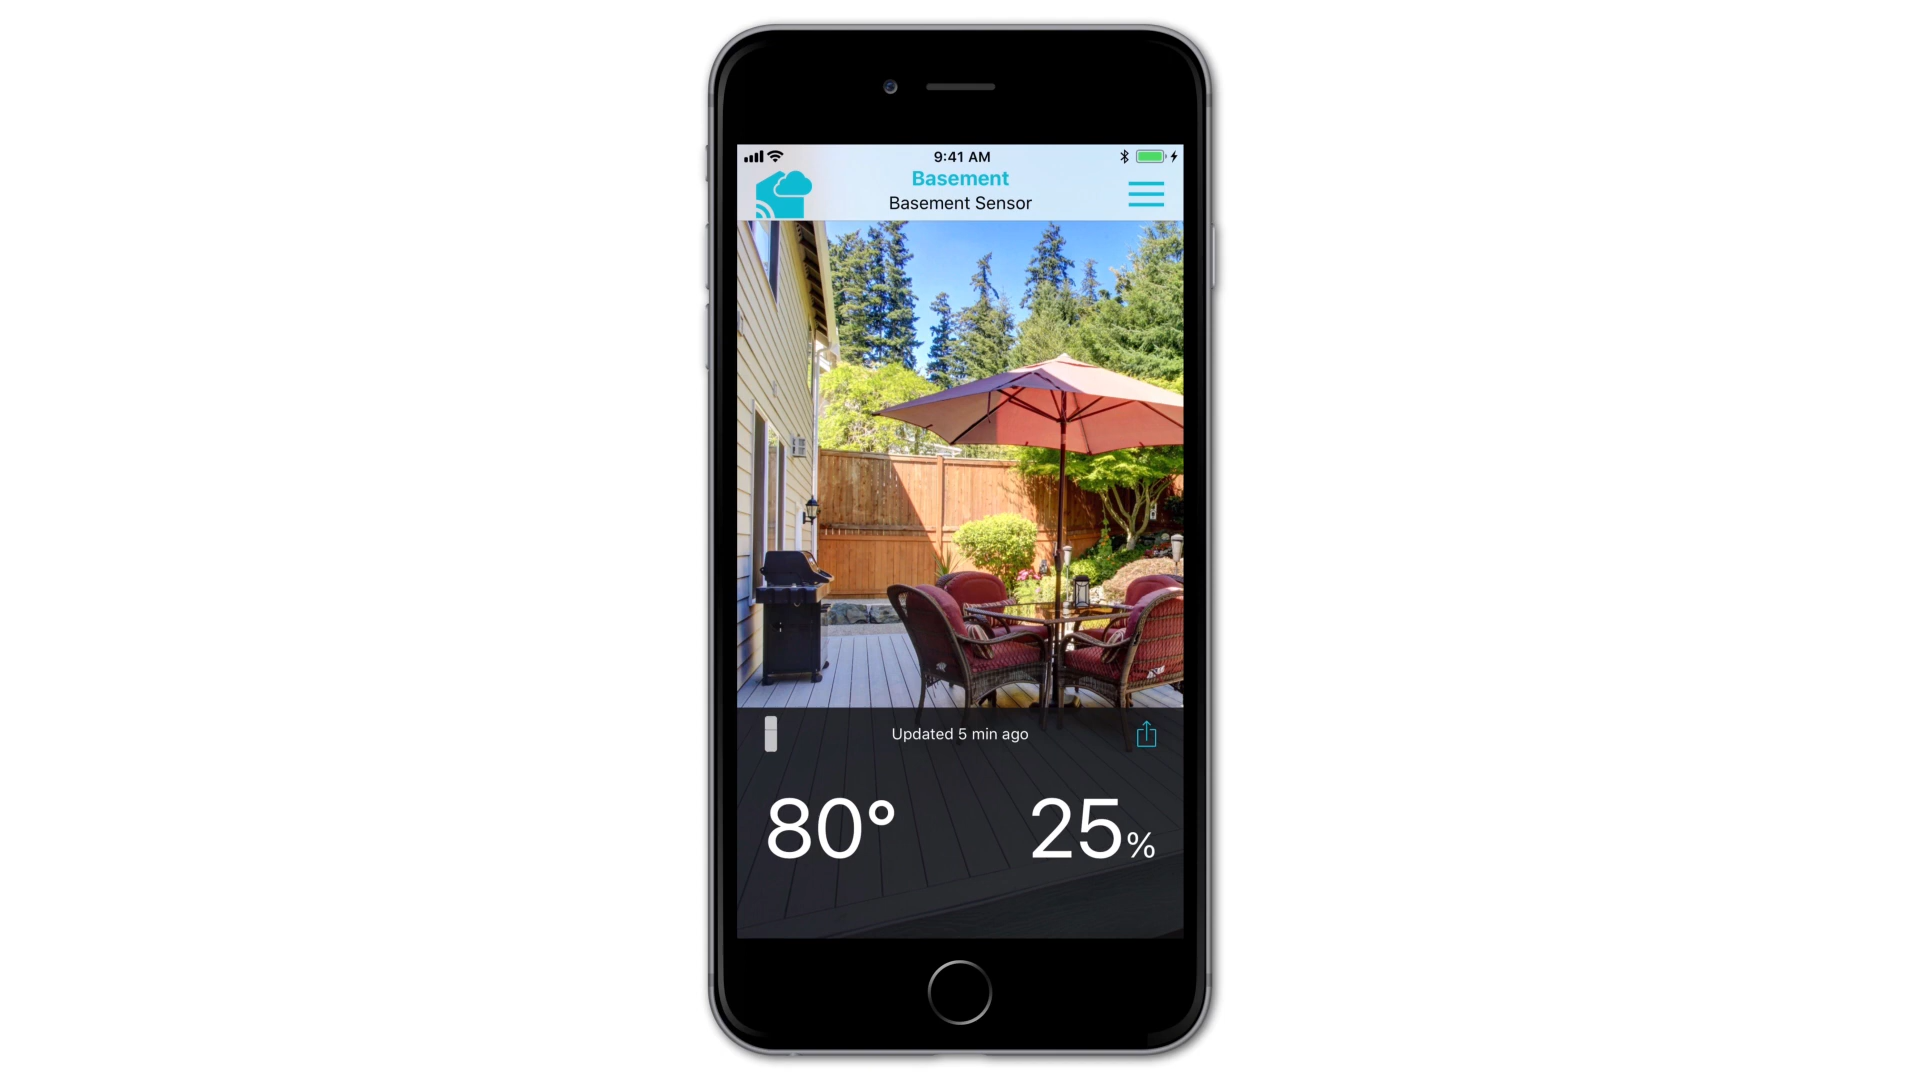 9:41 AM
Basement
Basement Sensor
Updated 5 min ago
80° 25%